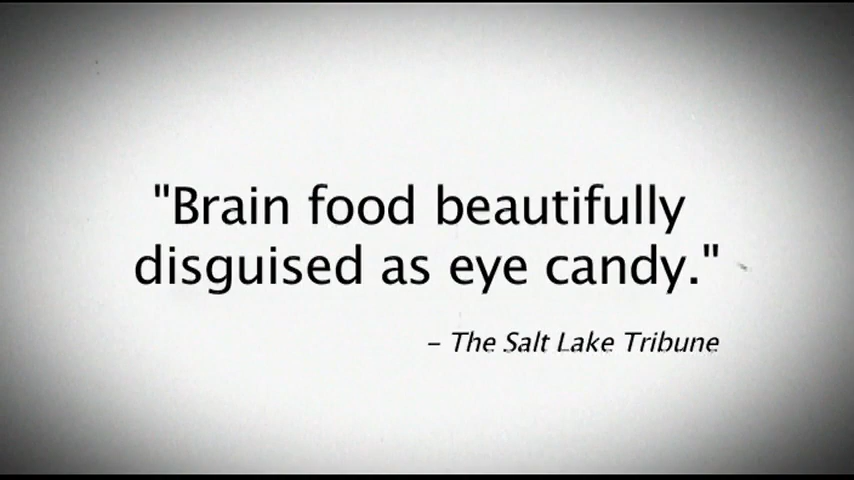 "Brain food beautifully
disguised as eye candy."
– The Salt Lake Tribune